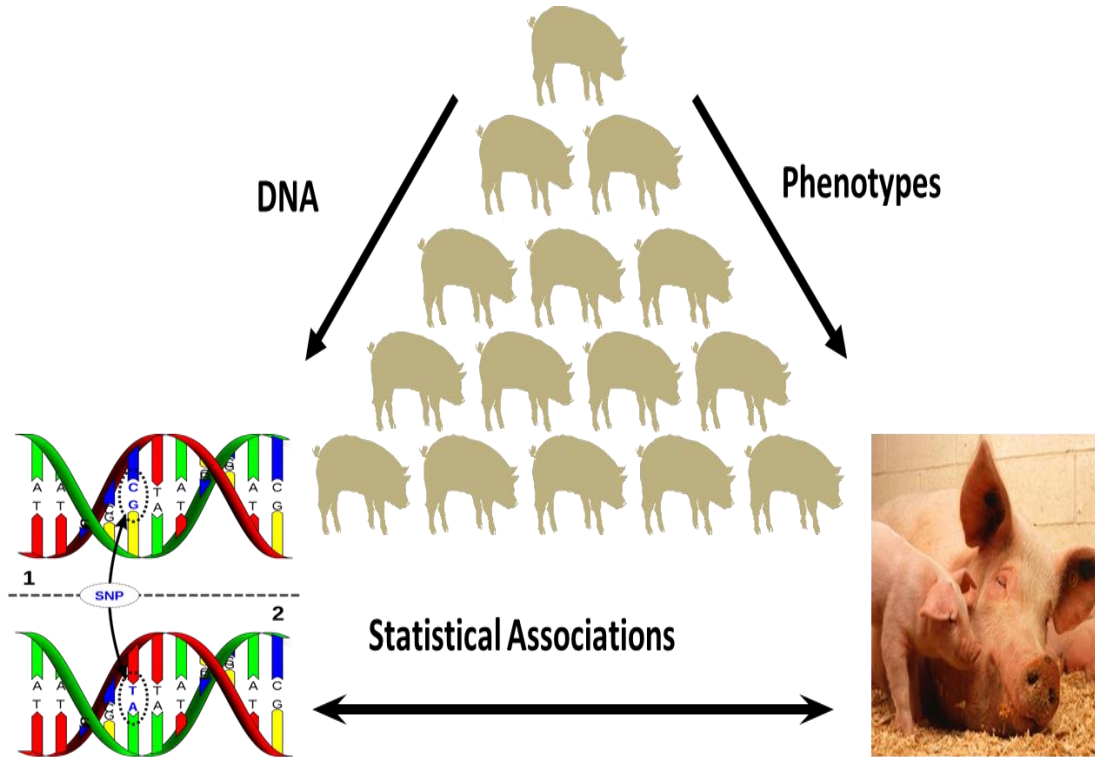 DNA
Phenotypes
A A C T A A C
T T G A T T G
1
SNP
2
Statistical Associations
A A T T A A C
T T G A A T T G